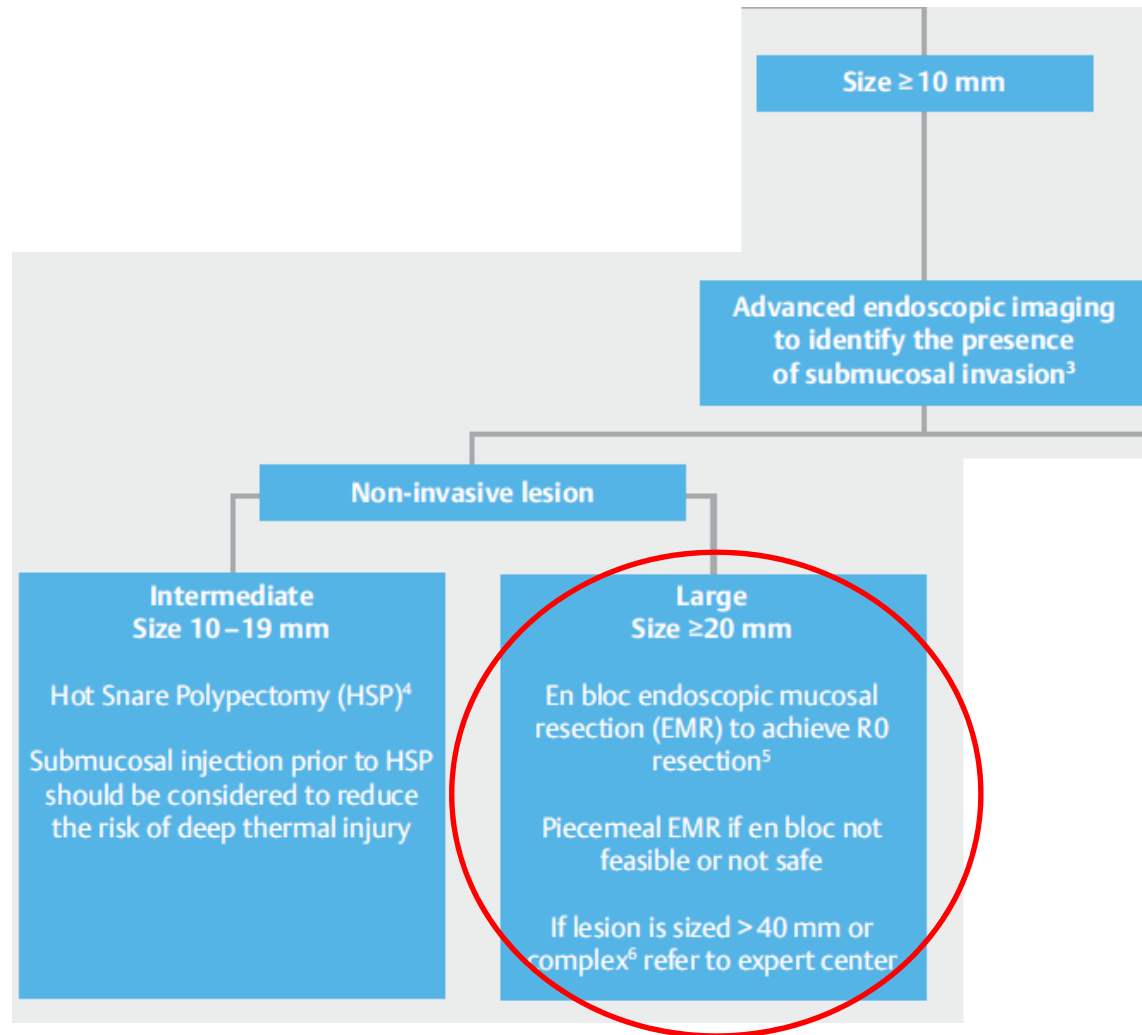 Size ≥ 10 mm
Advanced endoscopic imaging
to identify the presence
of submucosal invasion³
Non-invasive lesion
Intermediate
Size 10–19 mm
Hot Snare Polypectomy (HSP)⁴
Submucosal injection prior to HSP
should be considered to reduce
the risk of deep thermal injury
Large
Size ≥20 mm
En bloc endoscopic mucosal
resection (EMR) to achieve R0
resection⁵
Piecemeal EMR if en bloc not
feasible or not safe
If lesion is sized > 40 mm or
complex⁶ refer to expert center